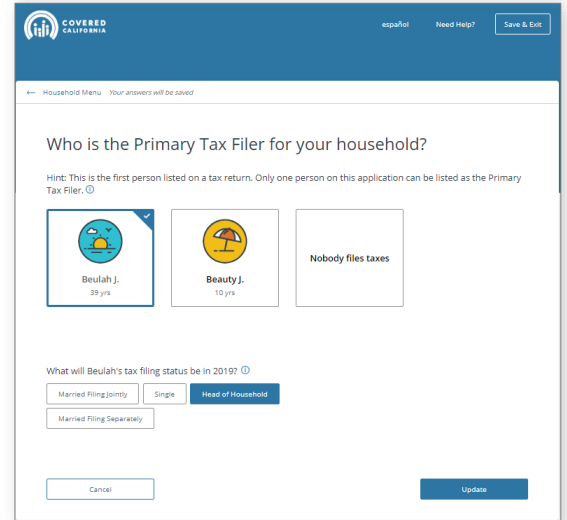 COVERED
CALIFORNIA
español
Need Help?
Save & Exit
← Household Menu Your answers will be saved
Who is the Primary Tax Filer for your household?
Hint: This is the first person listed on a tax return. Only one person on this application can be listed as the Primary
Tax Filer.
Beulah J.
39 yrs
Beauty J.
10 yrs
Nobody files taxes
What will Beulah's tax filing status be in 2019?
Married Filing Jointly
Single
Head of Household
Married Filing Separately
Cancel
Update